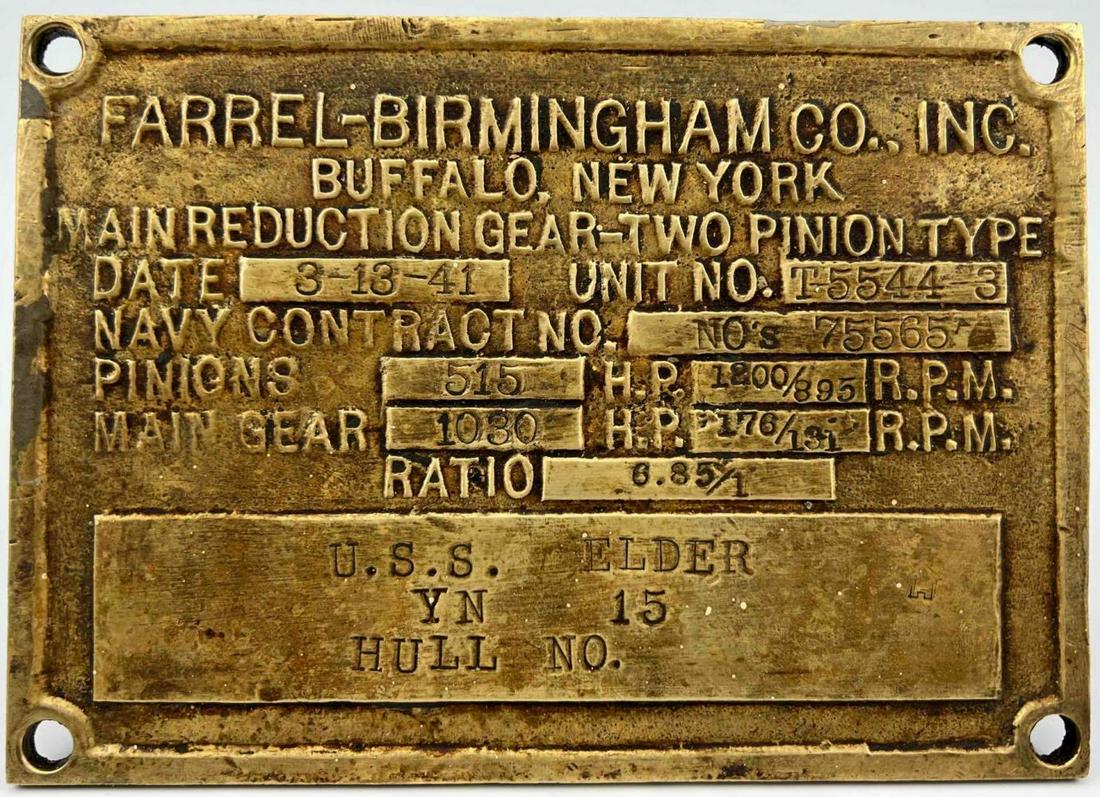 FARREL-BIRMINGHAM CO., INC.
BUFFALO, NEW YORK
MAIN REDUCTION GEAR-TWO PINION TYPE
DATE 3-13-41 UNIT NO. T-5544-3
NAVY CONTRACT NO. NO's 75565
PINIONS 515 H.P. 1200/895 R.P.M.
MAIN GEAR 1030 H.P. 176/131 R.P.M.
RATIO 6.85/1
U.S.S. ELDER
YN 15
HULL NO.